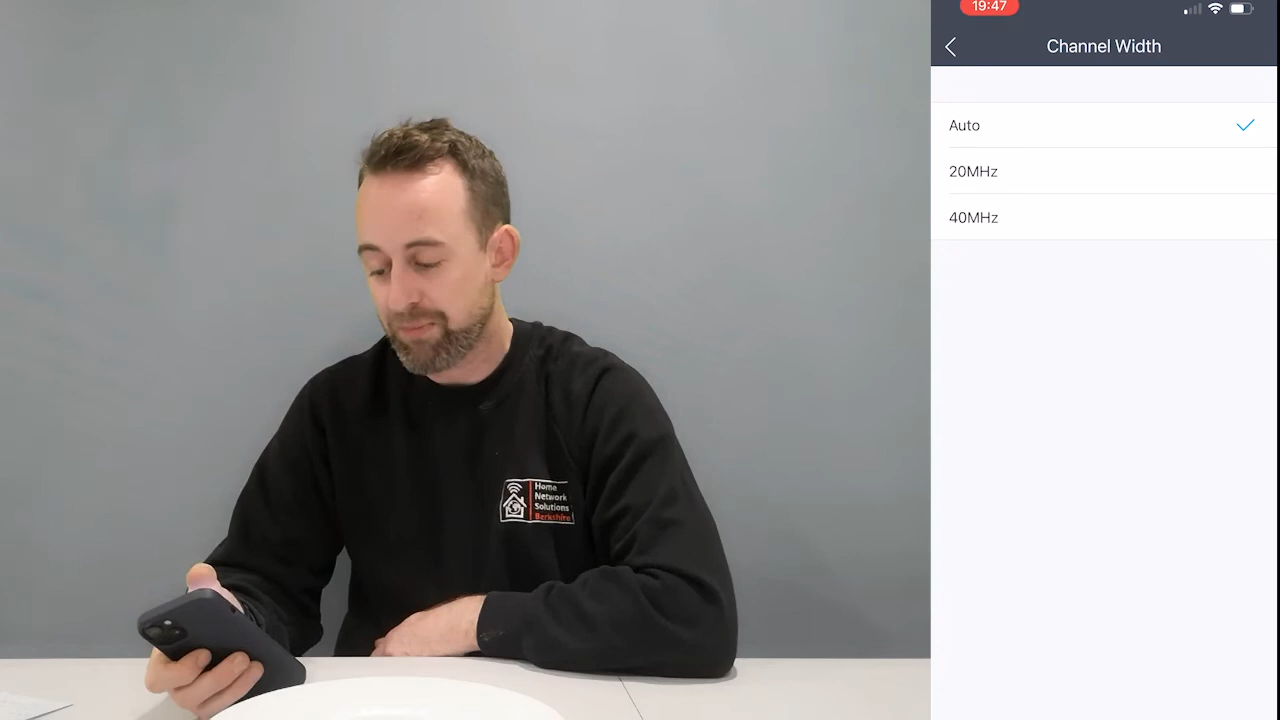 19:47
Channel Width
Auto
20MHz
40MHz
Home
Network
Solutions
Berkshire